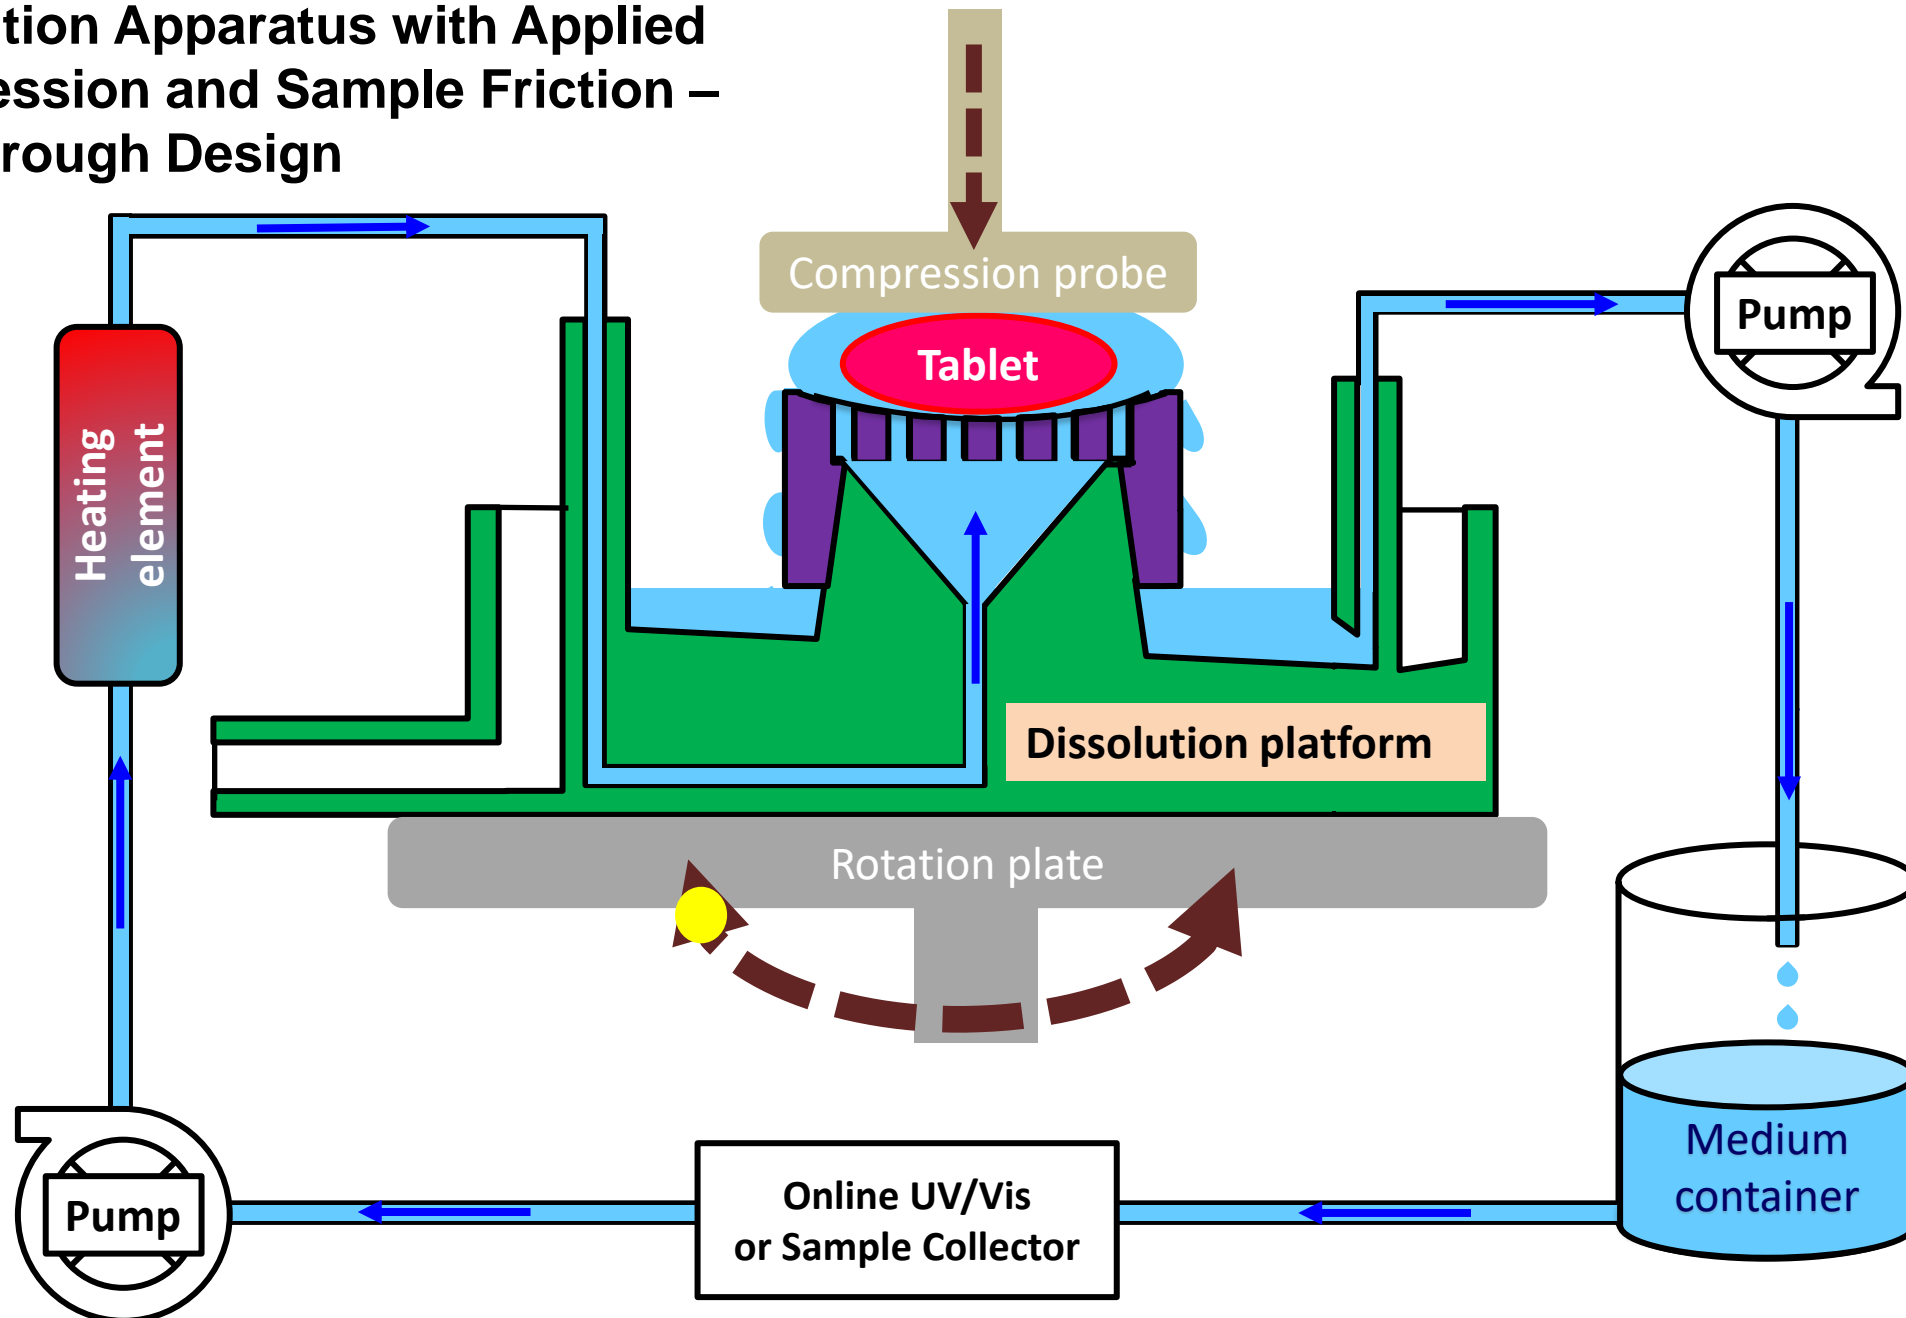 tion Apparatus with Applied
ession and Sample Friction –
rough Design
Compression probe
Pump
Tablet
Heating
element
Dissolution platform
Rotation plate
Medium
container
Online UV/Vis
or Sample Collector
Pump